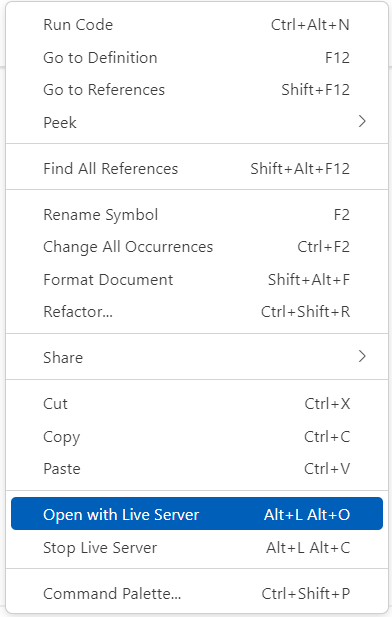 Run Code Ctrl+Alt+N
Go to Definition F12
Go to References Shift+F12
Peek
Find All References Shift+Alt+F12
Rename Symbol F2
Change All Occurrences Ctrl+F2
Format Document Shift+Alt+F
Refactor... Ctrl+Shift+R
Share
Cut Ctrl+X
Copy Ctrl+C
Paste Ctrl+V
Open with Live Server Alt+L Alt+O
Stop Live Server Alt+L Alt+C
Command Palette... Ctrl+Shift+P